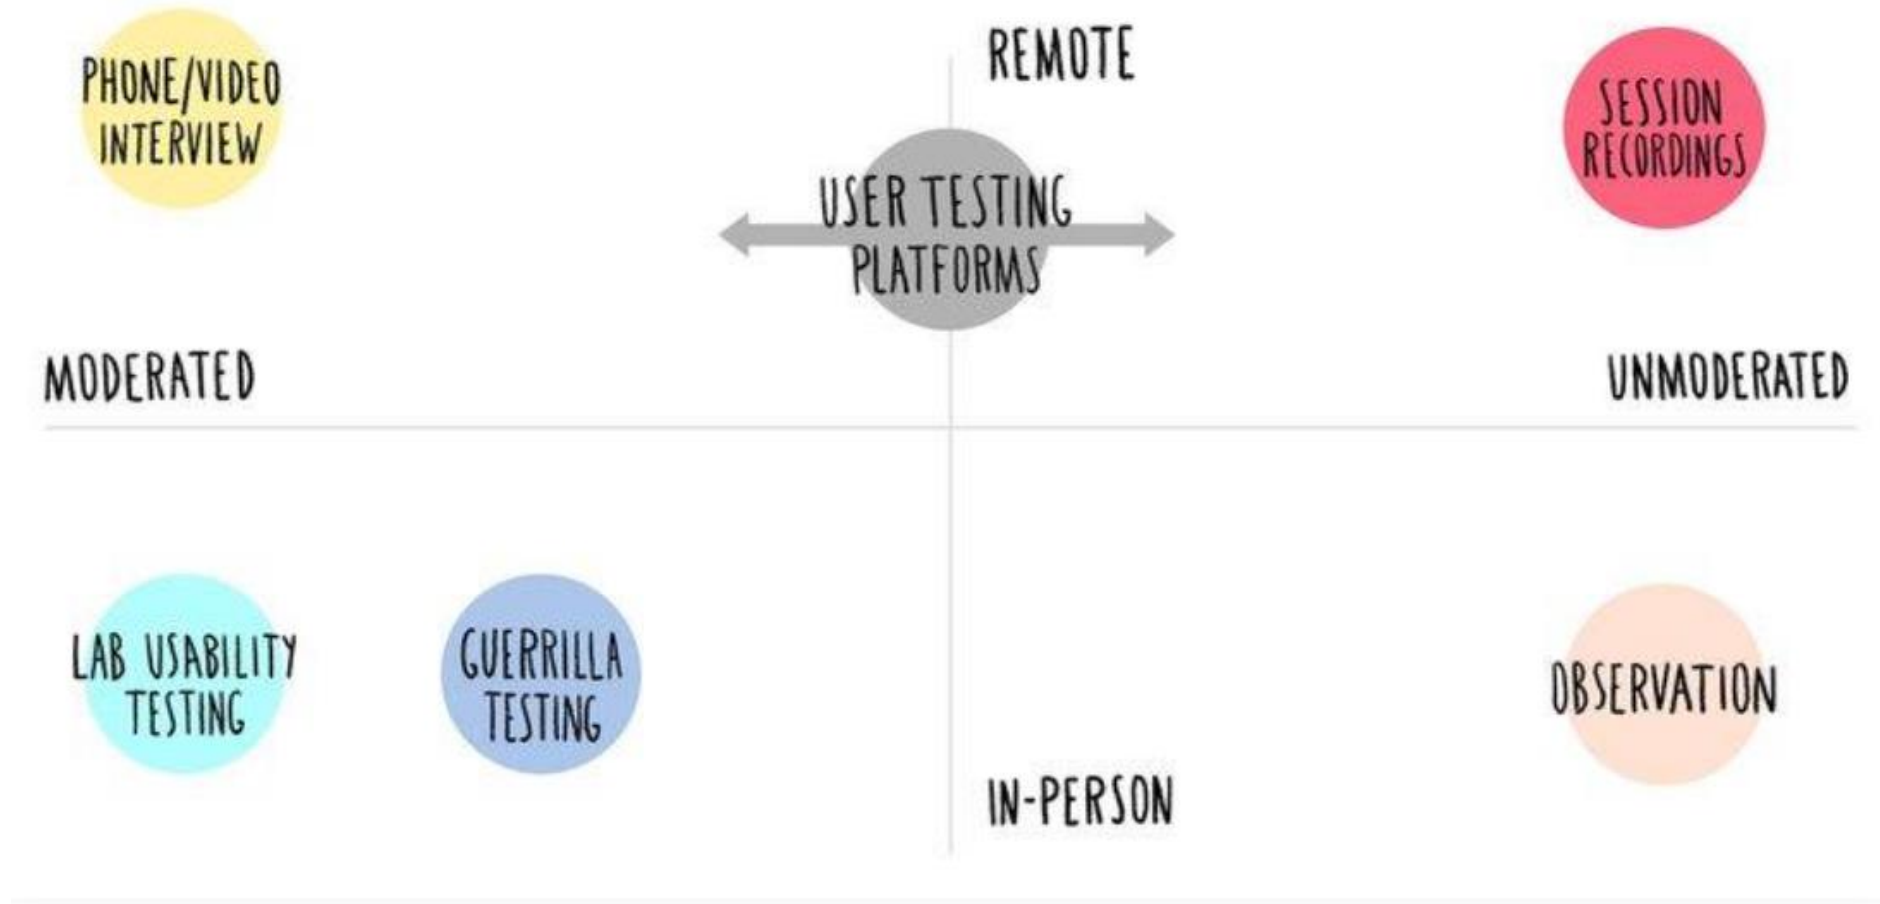 PHONE/VIDEO
INTERVIEW
REMOTE
SESSION
RECORDINGS
USER TESTING
PLATFORMS
MODERATED
UNMODERATED
LAB USABILITY
TESTING
GUERRILLA
TESTING
OBSERVATION
IN-PERSON